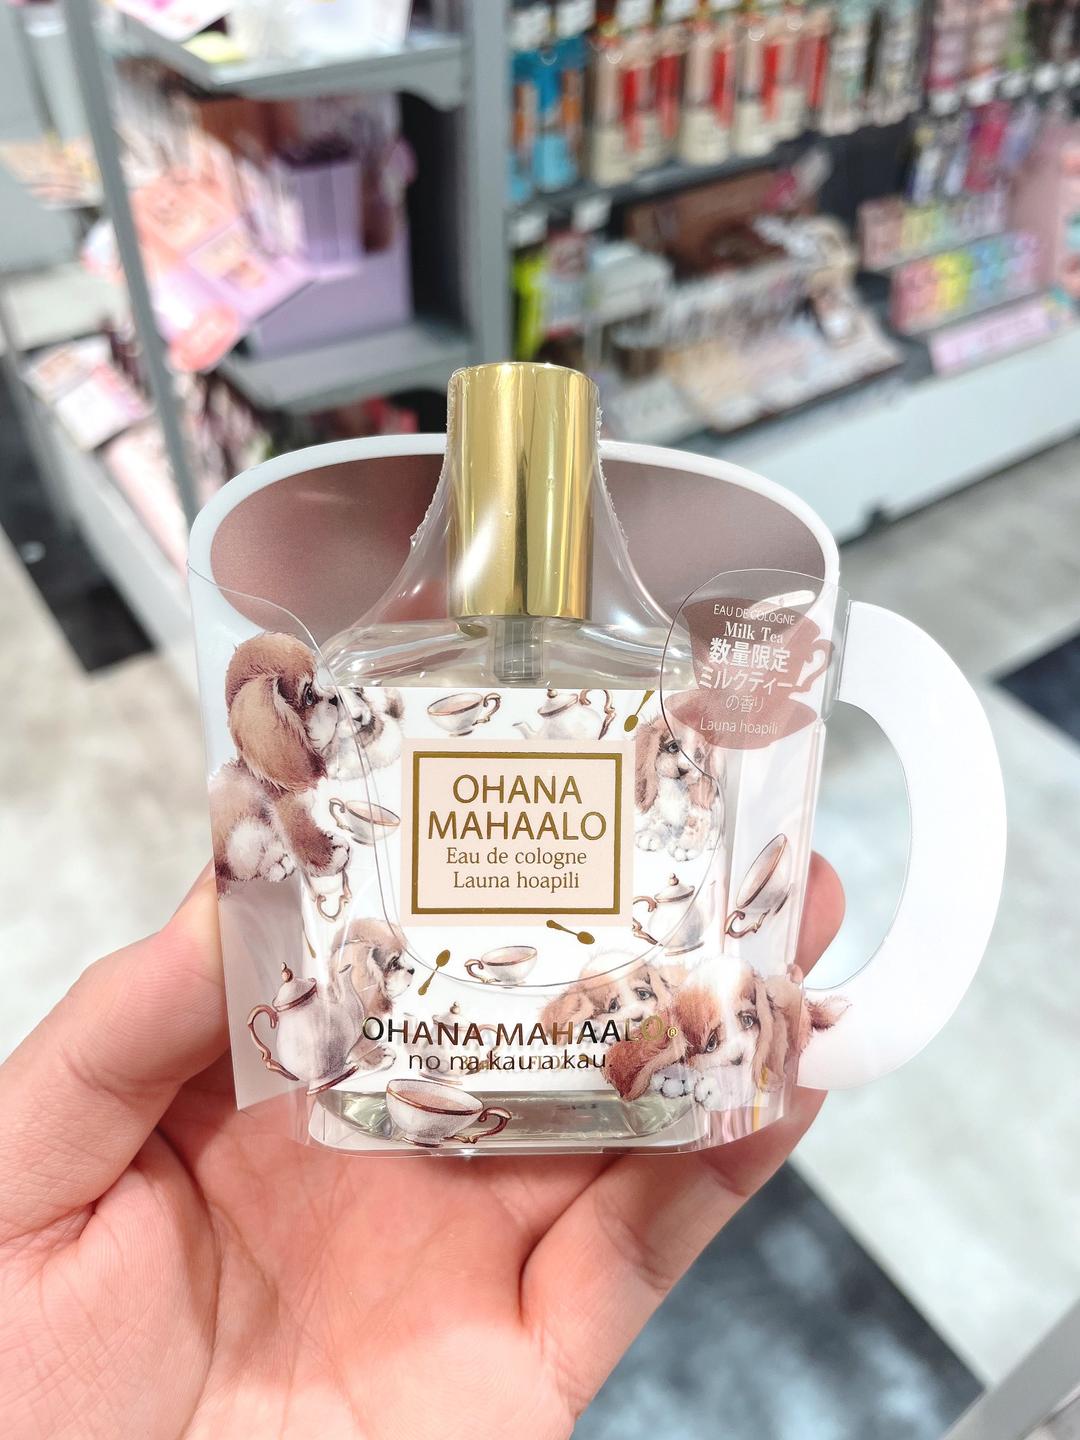 EAU DE COLOGNE
Milk Tea
数量限定
ミルクティー
の香り
Launa hoapili
OHANA
MAHAALO
Eau de cologne
Launa hoapili
OHANA MAHAALO®
no na kau a kau.